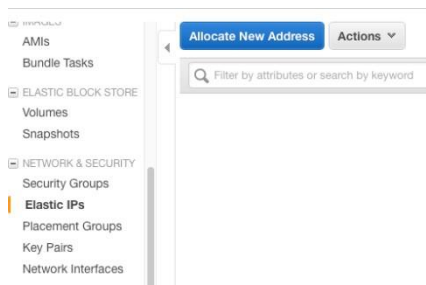 IMAGES
AMIs
Bundle Tasks
ELASTIC BLOCK STORE
Volumes
Snapshots
NETWORK & SECURITY
Security Groups
Elastic IPs
Placement Groups
Key Pairs
Network Interfaces
Allocate New Address
Actions
Filter by attributes or search by keyword